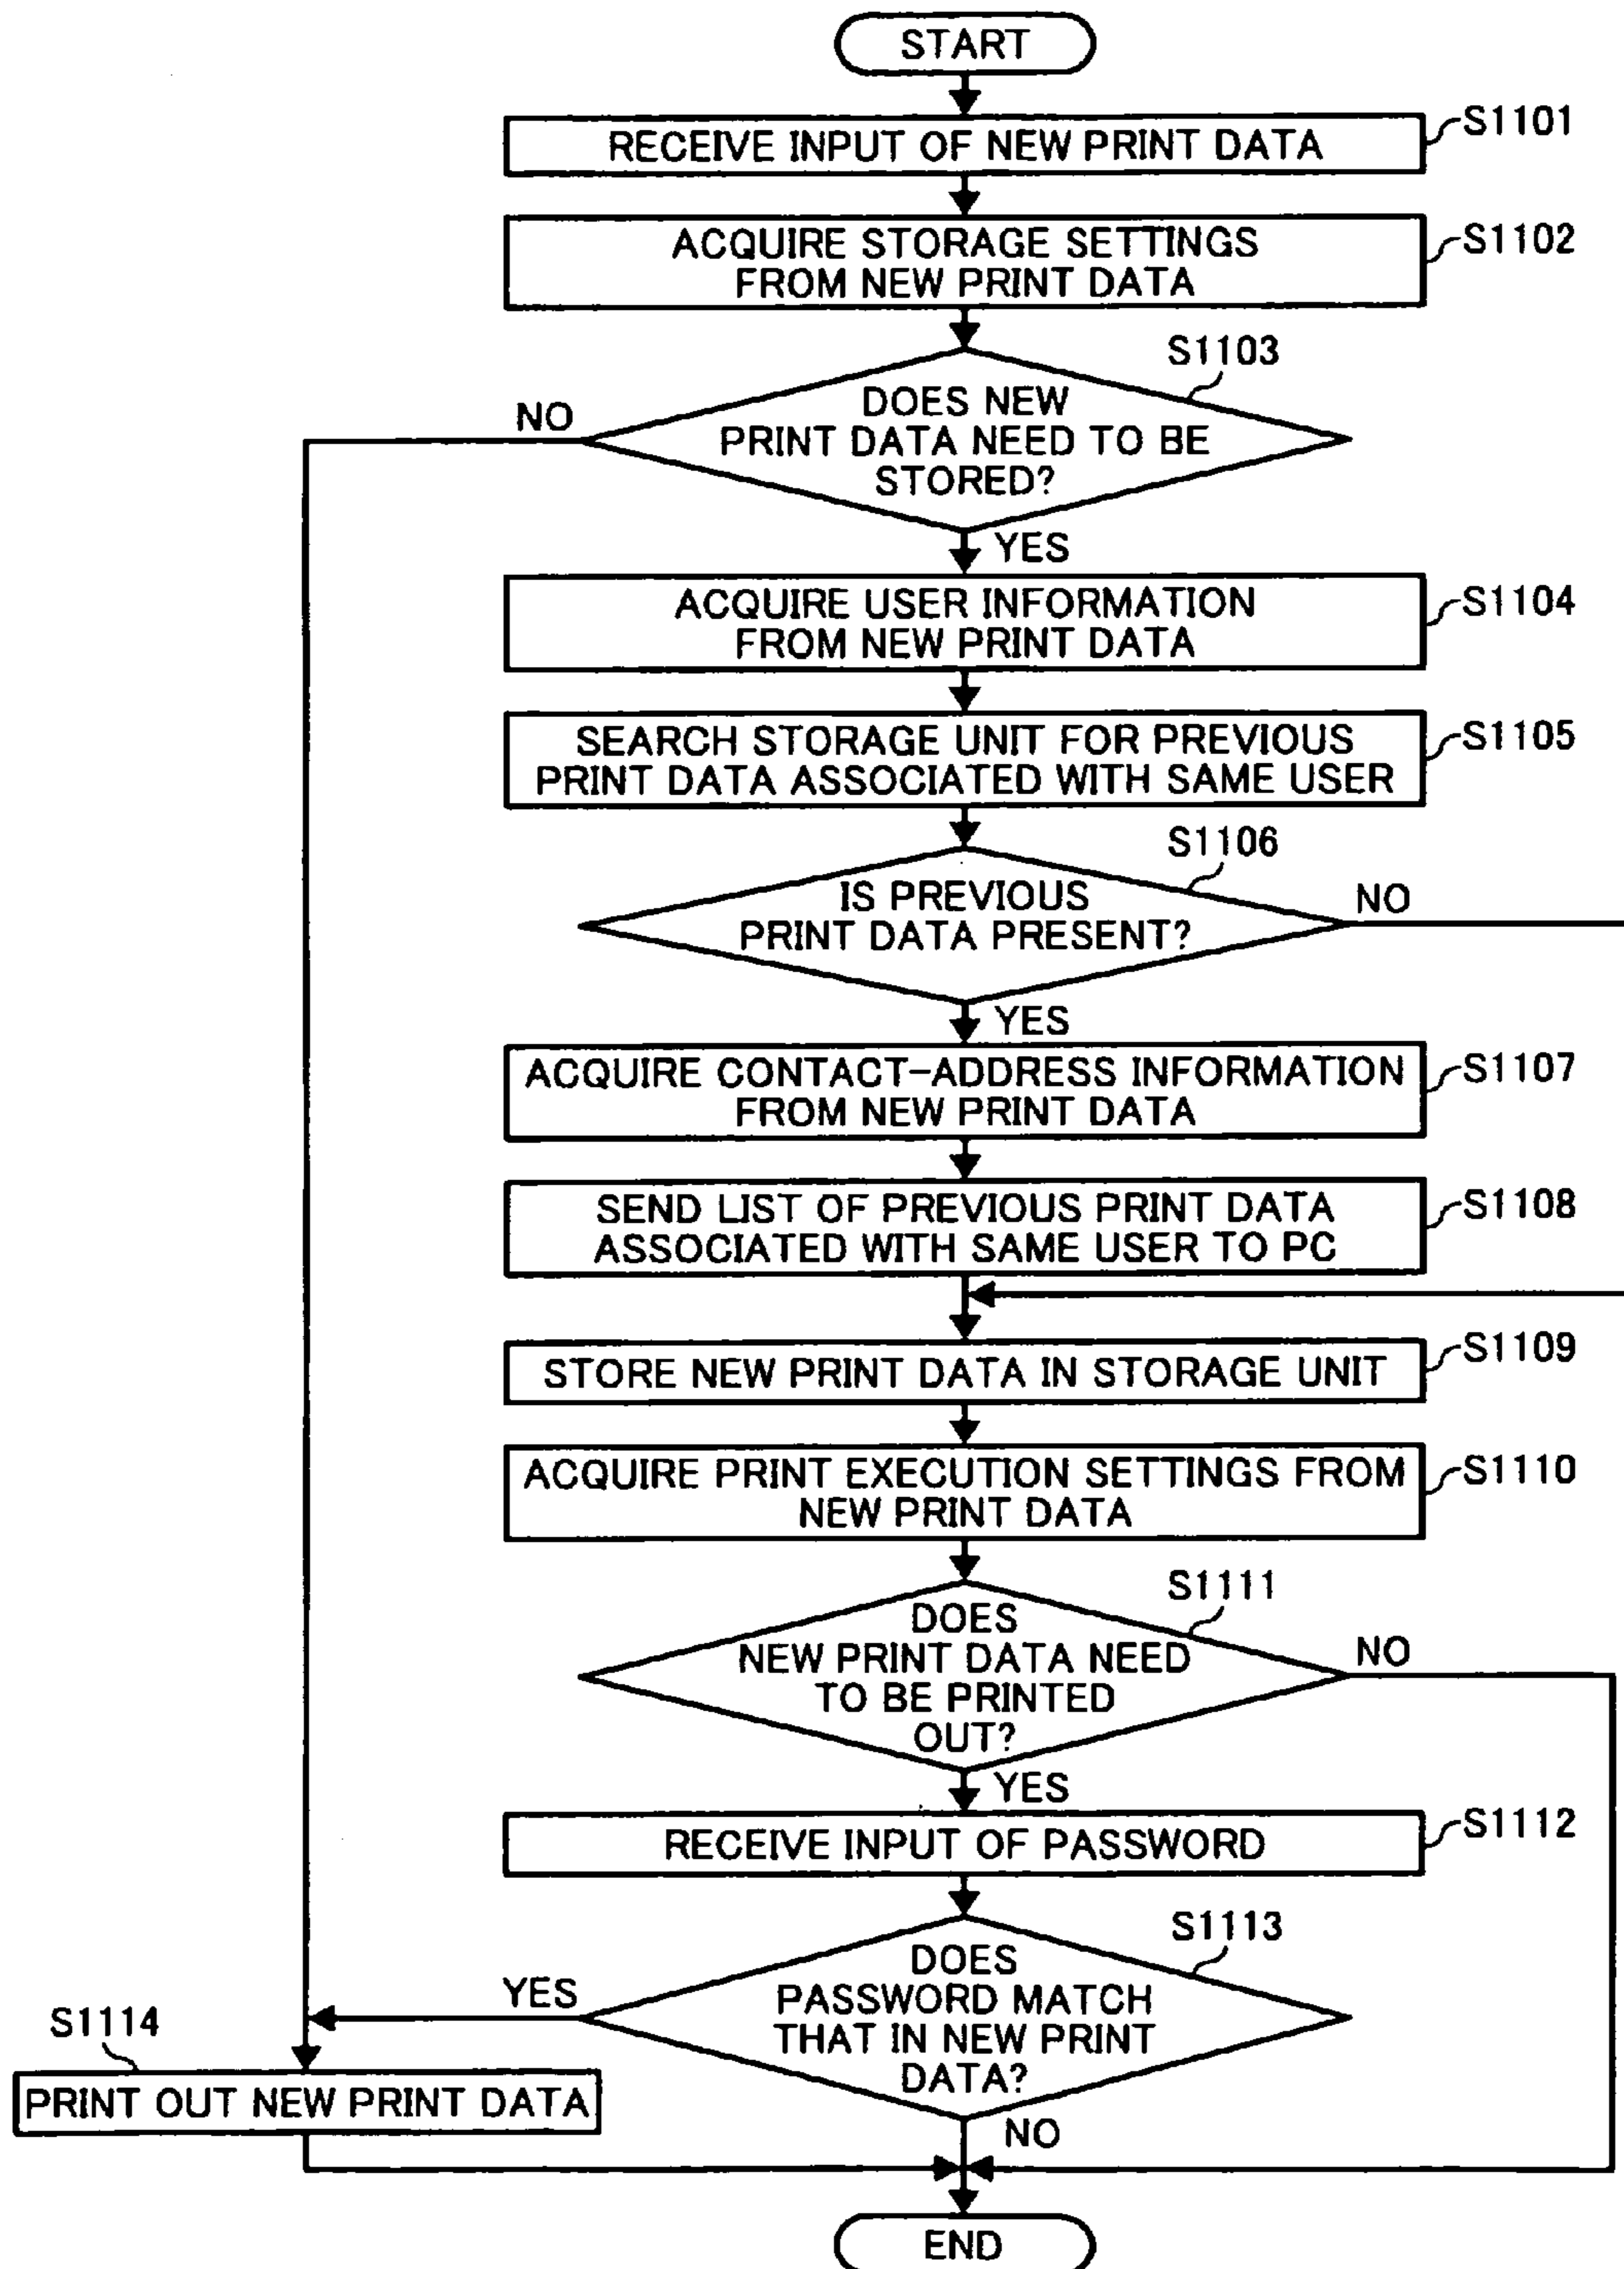 START
RECEIVE INPUT OF NEW PRINT DATA
S1101
ACQUIRE STORAGE SETTINGS
FROM NEW PRINT DATA
S1102
S1103
DOES NEW
PRINT DATA NEED TO BE
STORED?
NO
YES
ACQUIRE USER INFORMATION
FROM NEW PRINT DATA
S1104
SEARCH STORAGE UNIT FOR PREVIOUS
PRINT DATA ASSOCIATED WITH SAME USER
S1105
S1106
IS PREVIOUS
PRINT DATA PRESENT?
NO
YES
ACQUIRE CONTACT-ADDRESS INFORMATION
FROM NEW PRINT DATA
S1107
SEND LIST OF PREVIOUS PRINT DATA
ASSOCIATED WITH SAME USER TO PC
S1108
STORE NEW PRINT DATA IN STORAGE UNIT
S1109
ACQUIRE PRINT EXECUTION SETTINGS FROM
NEW PRINT DATA
S1110
S1111
DOES
NEW PRINT DATA NEED
TO BE PRINTED
OUT?
NO
YES
RECEIVE INPUT OF PASSWORD
S1112
S1113
DOES
PASSWORD MATCH
THAT IN NEW PRINT
DATA?
YES
NO
S1114
PRINT OUT NEW PRINT DATA
END